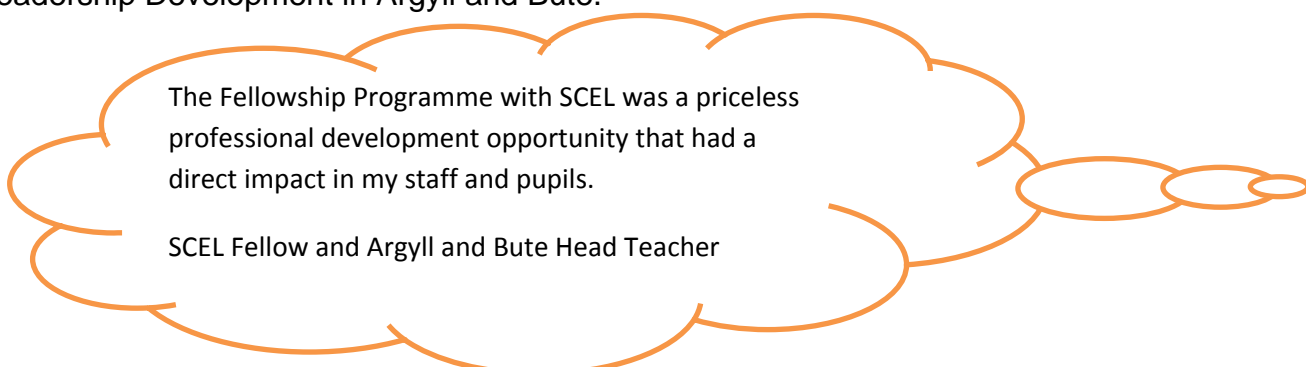 Development in Argyll and Bute.
The Fellowship Programme with SCEL was a priceless
professional development opportunity that had a
direct impact in my staff and pupils.
SCEL Fellow and Argyll and Bute Head Teacher